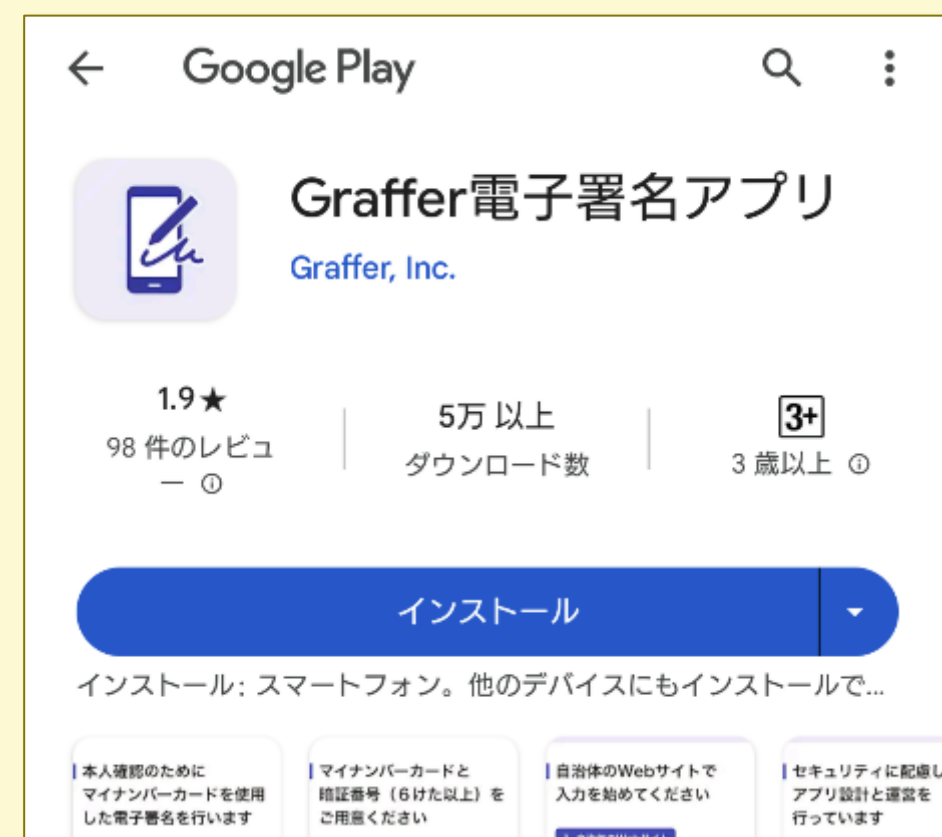 Google Play
Graffer電子署名アプリ
Graffer, Inc.
1.9★
98 件のレビュ
ー
5万 以上
ダウンロード数
3+
3 歳以上
インストール
インストール: スマートフォン。他のデバイスにもインストールで...
本人確認のために
マイナンバーカードを使用
した電子署名を行います
マイナンバーカードと
暗証番号（6けた以上）を
ご用意ください
自治体のWebサイトで
入力を始めてください
セキュリティに配慮し
アプリ設計と運営を
行っています